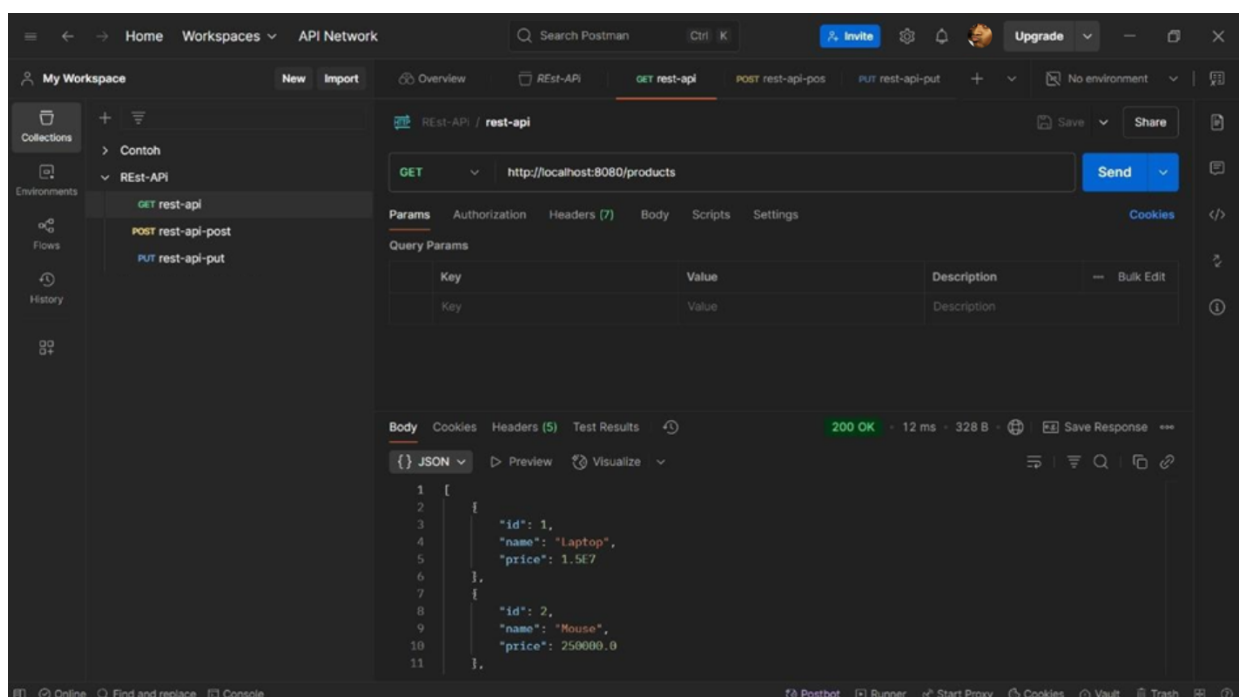 Home Workspaces API Network Search Postman Ctrl K Invite Upgrade
My Workspace New Import Overview REst-APi GET rest-api POST rest-api-pos PUT rest-api-put No environment
Collections
Environments
Flows
History
Contoh
REst-APi
GET rest-api
POST rest-api-post
PUT rest-api-put
HTTP REst-APi / rest-api Save Share
GET http://localhost:8080/products Send
Params Authorization Headers (7) Body Scripts Settings Cookies
Query Params
Key Value Description Bulk Edit
Key Value Description
Body Cookies Headers (5) Test Results 200 OK 12 ms 328 B Save Response
{} JSON Preview Visualize
1 [
2 {
3 "id": 1,
4 "name": "Laptop",
5 "price": 1.5E7
6 },
7 {
8 "id": 2,
9 "name": "Mouse",
10 "price": 250000.0
11 },
Online Find and replace Console Postbot Runner Start Proxy Cookies Vault Trash